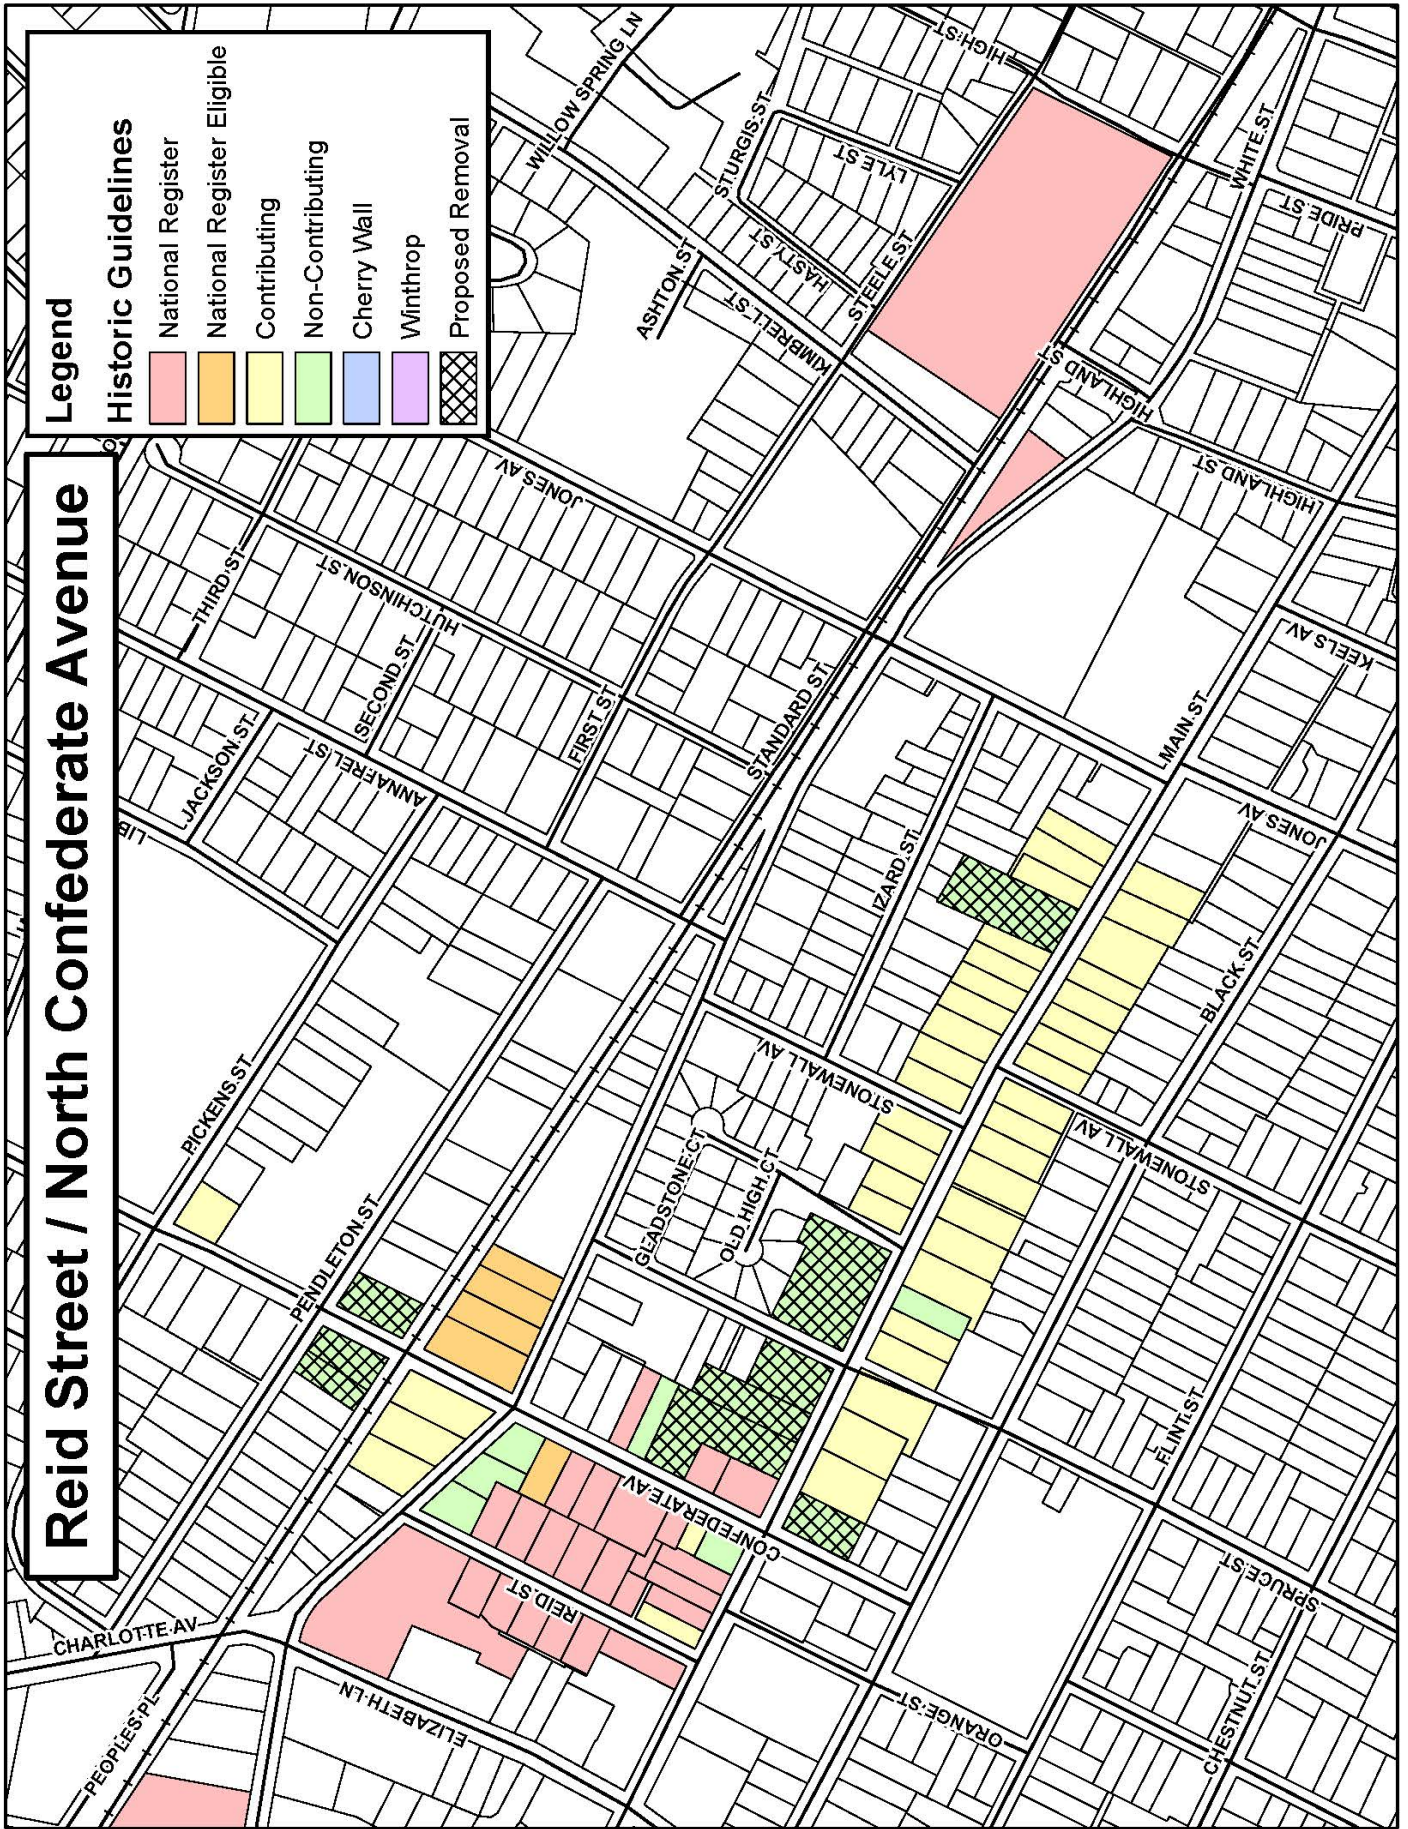 Reid Street / North Confederate Avenue
Legend
Historic Guidelines
National Register
National Register Eligible
Contributing
Non-Contributing
Cherry Wall
Winthrop
Proposed Removal
CHARLOTTE AV
PEOPLES PL
ELIZABETH LN
REID ST
CONFEDERATE AV
ORANGE ST
CHESTNUT ST
SPRUCE ST
FLINT ST
PENDLETON ST
PICKENS ST
GLADSTONE CT
OLD HIGH CT
STONEWALL AV
STONEWALL AV
BLACK ST
LIB
JACKSON ST
ANNAFREL ST
SECOND ST
THIRD ST
HUTCHINSON ST
FIRST ST
STANDARD ST
IZARD ST
MAIN ST
JONES AV
JONES AV
KEELS AV
HIGHLAND ST
HIGHLAND ST
KIMBRELL ST
ASHTON ST
STEELE ST
HASTY ST
STURGIS ST
LYLE ST
WILLOW SPRING LN
HIGH ST
WHITE ST
PRIDE ST